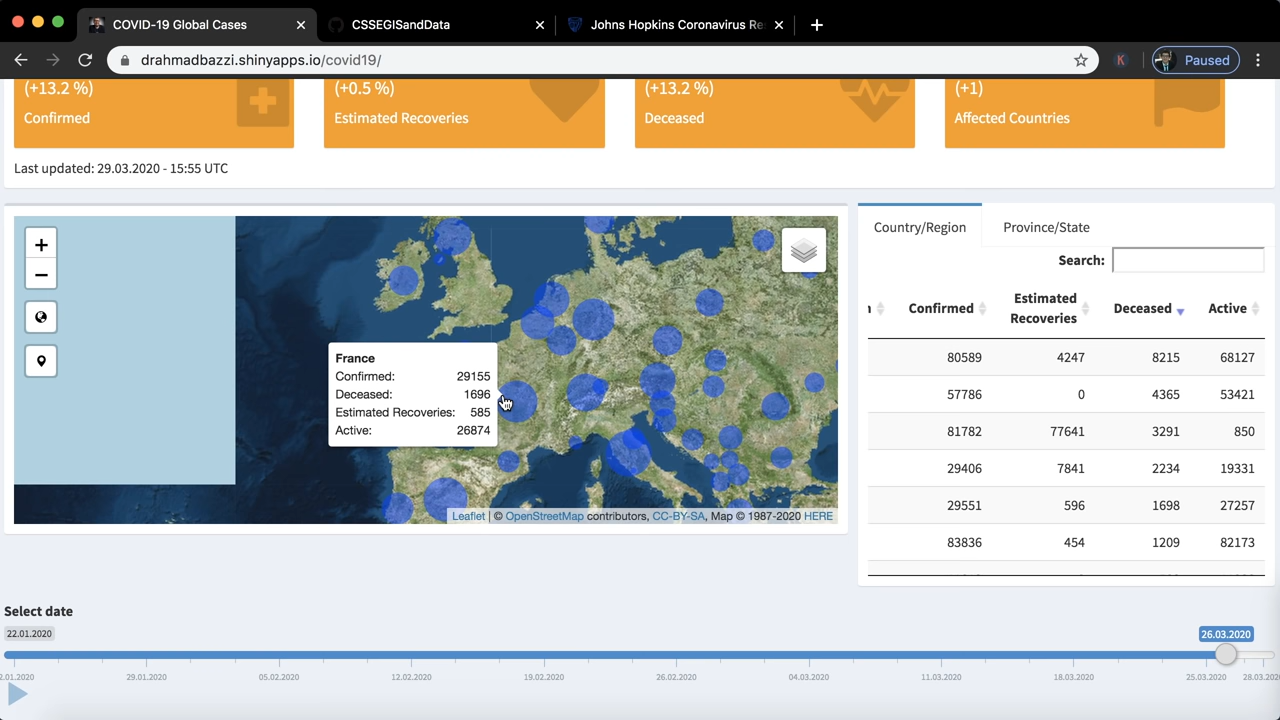 COVID-19 Global Cases
CSSEGISandData
Johns Hopkins Coronavirus Re
drahmadbazzi.shinyapps.io/covid19/
K
Paused
(+13.2 %)
Confirmed
(+0.5 %)
Estimated Recoveries
(+13.2 %)
Deceased
(+1)
Affected Countries
Last updated: 29.03.2020 - 15:55 UTC
+
−
France
Confirmed: 29155
Deceased: 1696
Estimated Recoveries: 585
Active: 26874
Leaflet | © OpenStreetMap contributors, CC-BY-SA, Map © 1987-2020 HERE
Country/Region Province/State
Search:
n Confirmed Estimated Recoveries Deceased Active
80589 4247 8215 68127
57786 0 4365 53421
81782 77641 3291 850
29406 7841 2234 19331
29551 596 1698 27257
83836 454 1209 82173
Select date
22.01.2020
26.03.2020
2.01.2020 29.01.2020 05.02.2020 12.02.2020 19.02.2020 26.02.2020 04.03.2020 11.03.2020 18.03.2020 25.03.2020 28.03.202